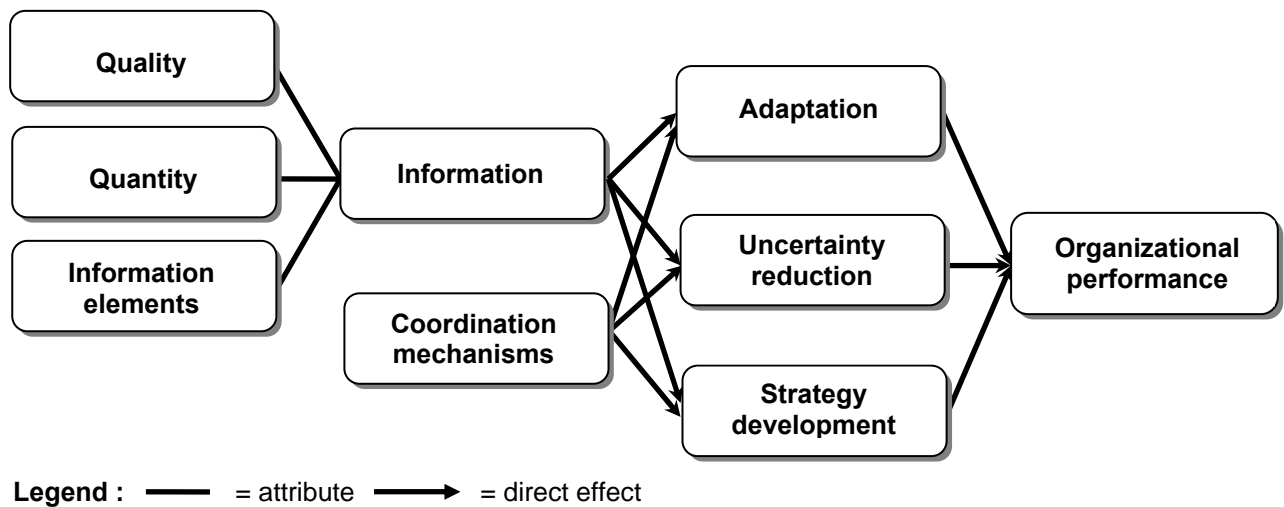 Quality
Quantity
Information
elements
Information
Coordination
mechanisms
Adaptation
Uncertainty
reduction
Strategy
development
Organizational
performance
Legend : = attribute = direct effect